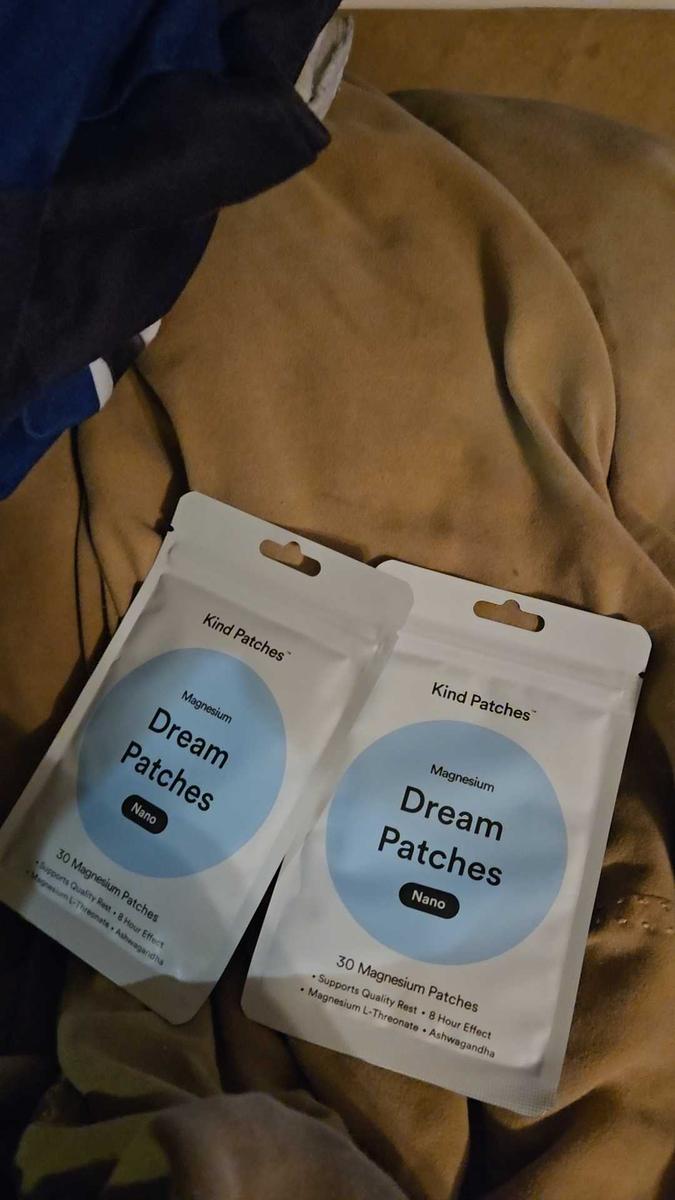 Kind Patches™
Magnesium
Dream
Patches
Nano
30 Magnesium Patches
• Supports Quality Rest • 8 Hour Effect
• Magnesium L-Threonate • Ashwagandha
Kind Patches™
Magnesium
Dream
Patches
Nano
30 Magnesium Patches
• Supports Quality Rest • 8 Hour Effect
• Magnesium L-Threonate • Ashwagandha